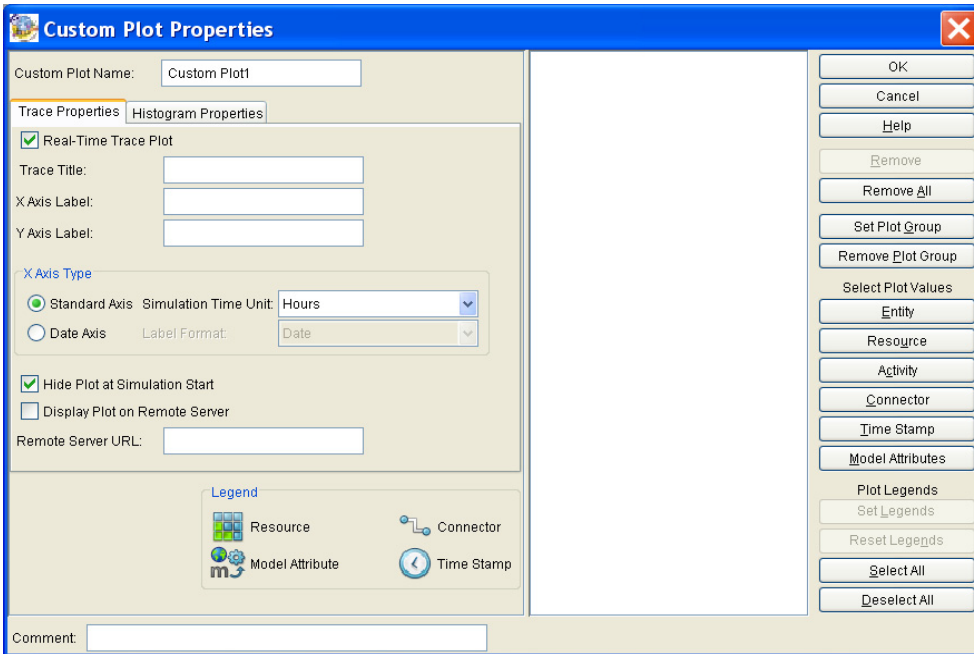 Custom Plot Properties
Custom Plot Name: Custom Plot1
Trace Properties Histogram Properties
Real-Time Trace Plot
Trace Title:
X Axis Label:
Y Axis Label:
X Axis Type
Standard Axis Simulation Time Unit: Hours
Date Axis Label Format: Date
Hide Plot at Simulation Start
Display Plot on Remote Server
Remote Server URL:
Legend
Resource Connector
Model Attribute Time Stamp
Comment:
OK
Cancel
Help
Remove
Remove All
Set Plot Group
Remove Plot Group
Select Plot Values
Entity
Resource
Activity
Connector
Time Stamp
Model Attributes
Plot Legends
Set Legends
Reset Legends
Select All
Deselect All